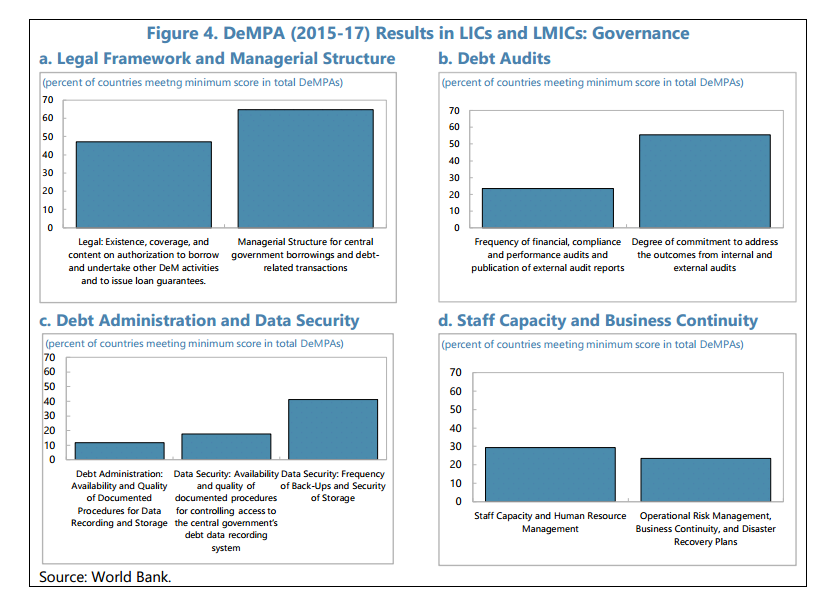 Figure 4. DeMPA (2015-17) Results in LICs and LMICs: Governance
a. Legal Framework and Managerial Structure
(percent of countries meetng minimum score in total DeMPAs)
70
60
50
40
30
20
10
0
Legal: Existence, coverage, and
content on authorization to borrow
and undertake other DeM activities
and to issue loan guarantees.
Managerial Structure for central
government borrowings and debt-
related transactions
b. Debt Audits
(percent of countries meeting minimum score in total DeMPAs)
70
60
50
40
30
20
10
0
Frequency of financial, compliance
and performance audits and
publication of external audit reports
Degree of commitment to address
the outcomes from internal and
external audits
c. Debt Administration and Data Security
(percent of countries meeting minimum score in total DeMPAs)
70
60
50
40
30
20
10
0
Debt Administration:
Availability and Quality
of Documented
Procedures for Data
Recording and Storage
Data Security: Availability
and quality of
documented procedures
for controlling access to
the central government's
debt data recording
system
Data Security: Frequency
of Back-Ups and Security
of Storage
d. Staff Capacity and Business Continuity
(percent of countries meeting minimum score in total DeMPAs)
70
60
50
40
30
20
10
0
Staff Capacity and Human Resource
Management
Operational Risk Management,
Business Continuity, and Disaster
Recovery Plans
Source: World Bank.